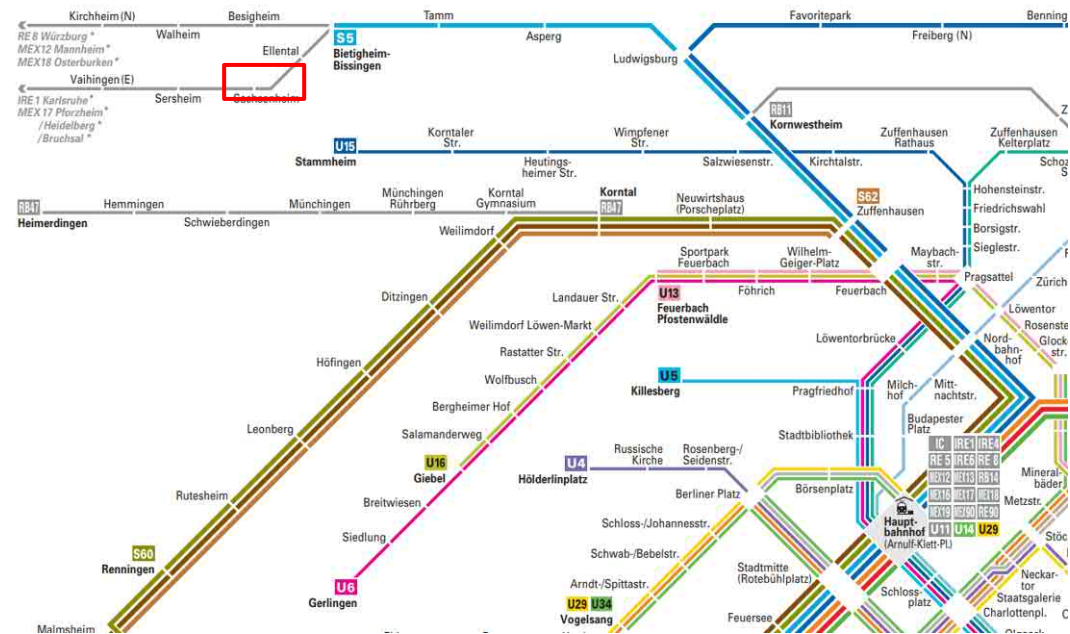 Kirchheim (N)
Besigheim
Tamm
Favoritepark
Benning
RE 8 Würzburg *
MEX12 Mannheim *
MEX18 Osterburken *
Walheim
S5
Asperg
Freiberg (N)
Ellental
Bietigheim-
Bissingen
Ludwigsburg
Vaihingen (E)
IRE 1 Karlsruhe *
MEX 17 Pforzheim *
/Heidelberg *
/Bruchsal *
Sersheim
Sachsenheim
RB11
Kornwestheim
Z
Korntaler
Str.
Wimpfener
Str.
Zuffenhausen
Rathaus
Zuffenhausen
Kelterplatz
U15
Stammheim
Heutings-
heimer Str.
Salzwiesenstr.
Kirchtalstr.
Schoz
S
Hohensteinstr.
Münchingen
Rührberg
Korntal
Gymnasium
Korntal
RB47
Neuwirtshaus
(Porscheplatz)
S62
Zuffenhausen
Friedrichswahl
RB47
Heimerdingen
Hemmingen
Schwieberdingen
Münchingen
Borsigstr.
Sieglestr.
Weilimdorf
Sportpark
Feuerbach
Wilhelm-
Geiger-Platz
Maybach-
str.
Pragsattel
Zürich
Ditzingen
Landauer Str.
U13
Feuerbach
Pfostenwäldle
Föhrich
Feuerbach
Löwentor
Weilimdorf Löwen-Markt
Rosenste
Löwentorbrücke
Nord-
bahn-
hof
Glock
str.
Rastatter Str.
Höfingen
Wolfbusch
U5
Killesberg
Pragfriedhof
Milch-
hof
Mitt-
nachtstr.
Bergheimer Hof
Budapester
Platz
Leonberg
Salamanderweg
Stadtbibliothek
IC IRE1 IRE4
RE 5 IRE6 RE 8
MEX12 MEX13 RB14
MEX16 MEX17 MEX18
MEX19 MEX90 RE90
U11 U14 U29
U16
Giebel
U4
Hölderlinplatz
Russische
Kirche
Rosenberg-/
Seidenstr.
Mineral-
bäder
Rutesheim
Breitwiesen
Berliner Platz
Börsenplatz
Metzstr.
Haupt-
bahnhof
(Arnulf-Klett-Pl.)
Schloss-/Johannesstr.
Siedlung
Stöc
S60
Renningen
Schwab-/Bebelstr.
Stadtmitte
(Rotebühlplatz)
Neckar-
tor
U6
Gerlingen
Arndt-/Spittastr.
Schloss-
platz
Staatsgalerie
U29 U34
Vogelsang
Charlottenpl.
Feuersee
Malmsheim